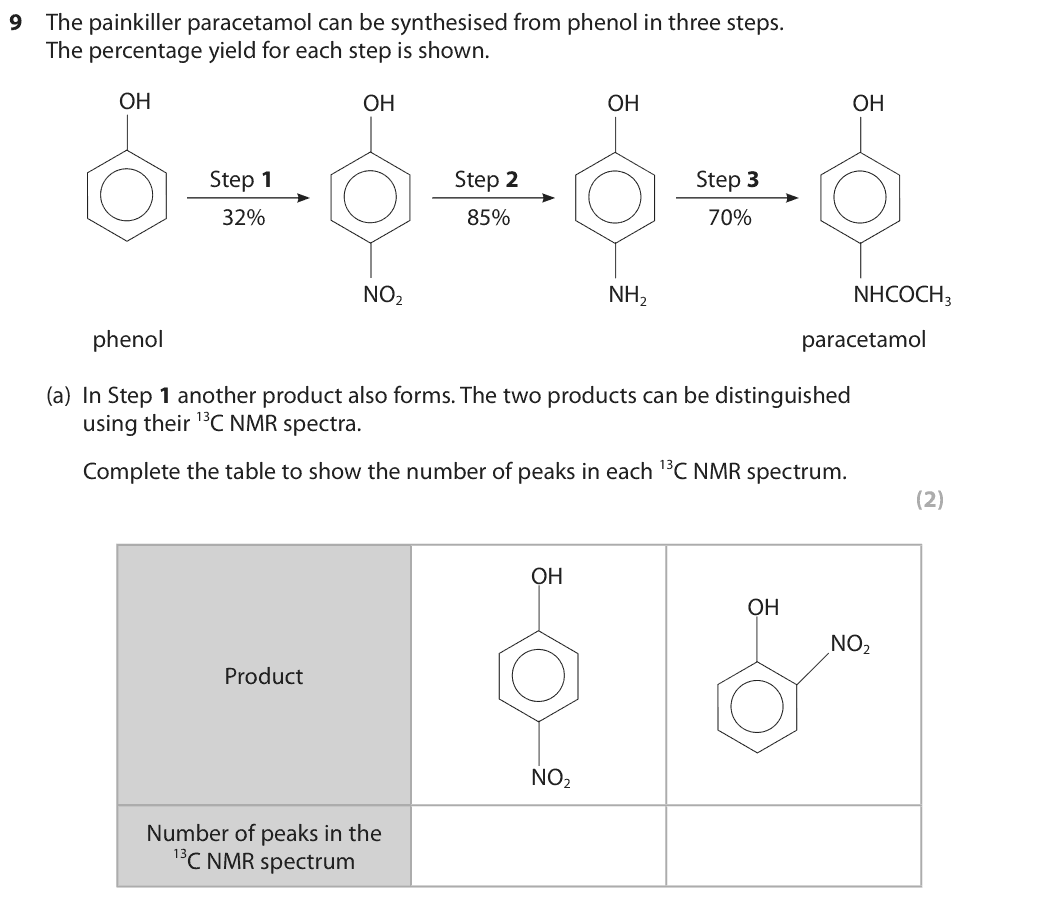 9 The painkiller paracetamol can be synthesised from phenol in three steps.
The percentage yield for each step is shown.
OH OH OH OH
Step 1 Step 2 Step 3
32% 85% 70%
NO₂ NH₂ NHCOCH₃
phenol paracetamol
(a) In Step 1 another product also forms. The two products can be distinguished
using their ¹³C NMR spectra.
Complete the table to show the number of peaks in each ¹³C NMR spectrum.
(2)
Product
OH
NO₂
OH
NO₂
Number of peaks in the
¹³C NMR spectrum